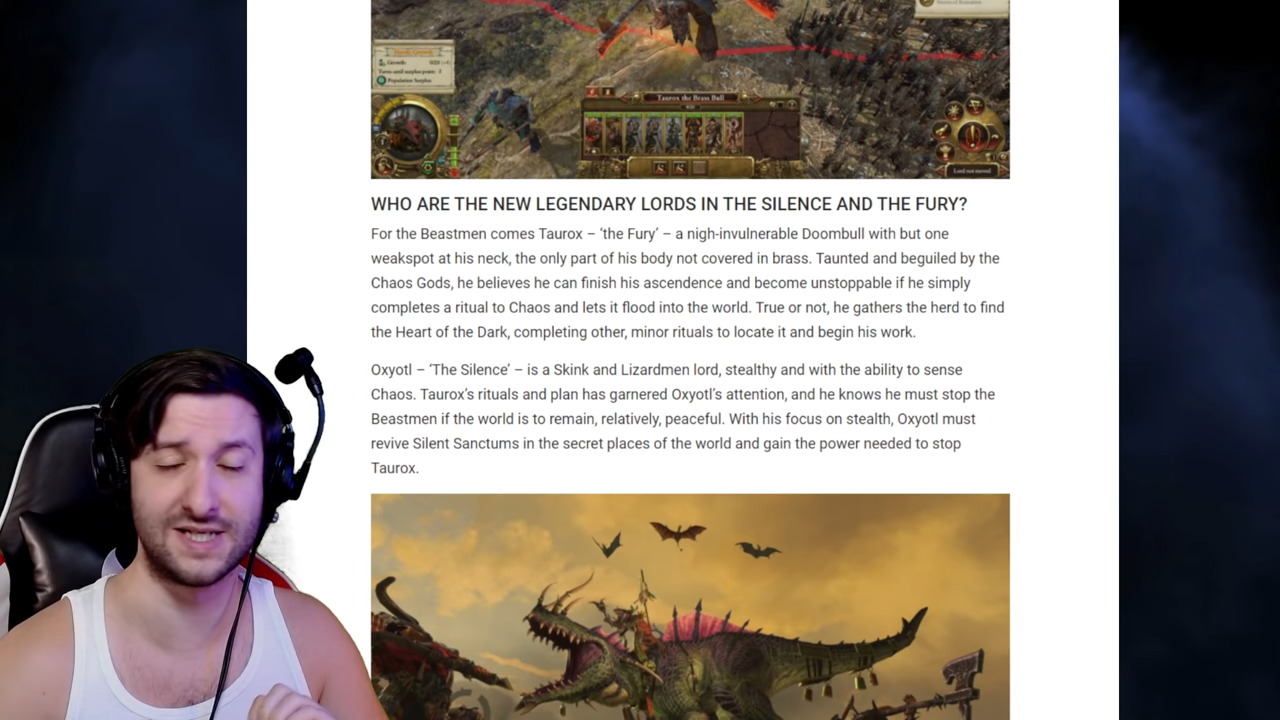 Growth:
Population Surplus
Taurox the Brass Bull
Lord not moved
WHO ARE THE NEW LEGENDARY LORDS IN THE SILENCE AND THE FURY?
For the Beastmen comes Taurox – ‘the Fury’ – a nigh-invulnerable Doombull with but one
weakspot at his neck, the only part of his body not covered in brass. Taunted and beguiled by the
Chaos Gods, he believes he can finish his ascendence and become unstoppable if he simply
completes a ritual to Chaos and lets it flood into the world. True or not, he gathers the herd to find
the Heart of the Dark, completing other, minor rituals to locate it and begin his work.
Oxyotl – ‘The Silence’ – is a Skink and Lizardmen lord, stealthy and with the ability to sense
Chaos. Taurox’s rituals and plan has garnered Oxyotl’s attention, and he knows he must stop the
Beastmen if the world is to remain, relatively, peaceful. With his focus on stealth, Oxyotl must
revive Silent Sanctums in the secret places of the world and gain the power needed to stop
Taurox.